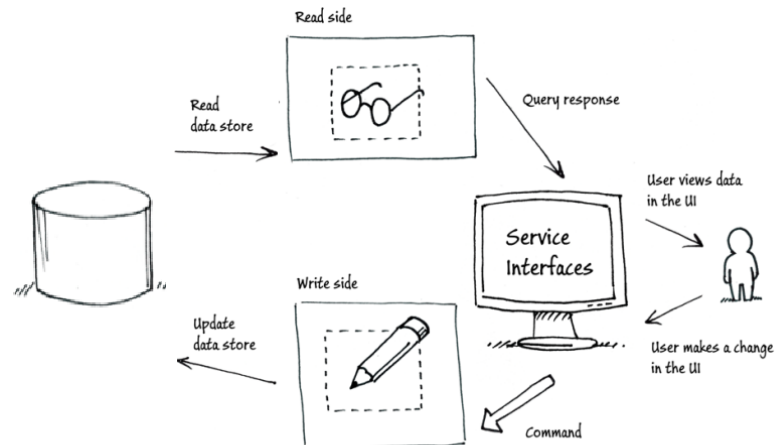 Read side
Read
data store
Query response
User views data
in the UI
Service
Interfaces
Write side
Update
data store
User makes a change
in the UI
Command